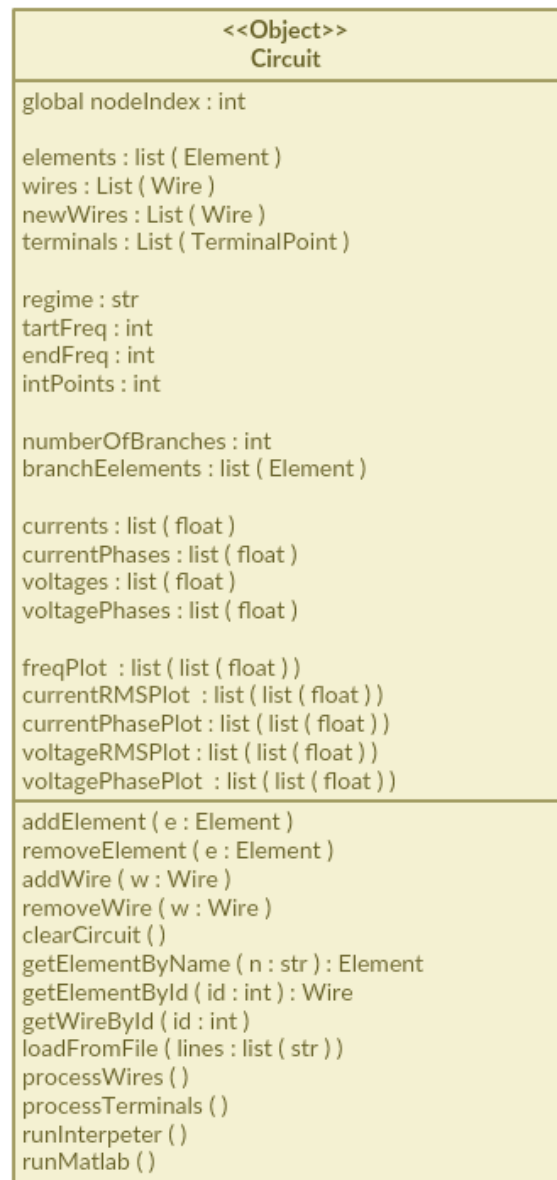 <<Object>>
Circuit
global nodeIndex : int
elements : list ( Element )
wires : List ( Wire )
newWires : List ( Wire )
terminals : List ( TerminalPoint )
regime : str
tartFreq : int
endFreq : int
intPoints : int
numberOfBranches : int
branchEelements : list ( Element )
currents : list ( float )
currentPhases : list ( float )
voltages : list ( float )
voltagePhases : list ( float )
freqPlot : list ( list ( float ) )
currentRMSPlot : list ( list ( float ) )
currentPhasePlot : list ( list ( float ) )
voltageRMSPlot : list ( list ( float ) )
voltagePhasePlot : list ( list ( float ) )
addElement ( e : Element )
removeElement ( e : Element )
addWire ( w : Wire )
removeWire ( w : Wire )
clearCircuit ( )
getElementByName ( n : str ) : Element
getElementById ( id : int ) : Wire
getWireById ( id : int )
loadFromFile ( lines : list ( str ) )
processWires ( )
processTerminals ( )
runInterpeter ( )
runMatlab ( )